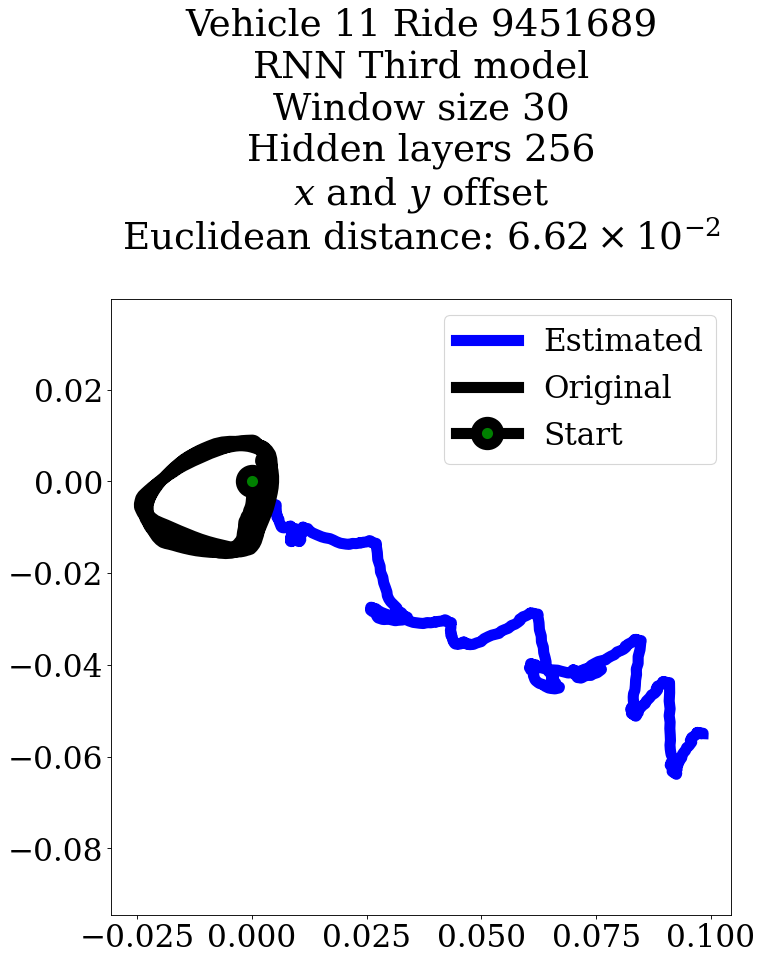 Vehicle 11 Ride 9451689
RNN Third model
Window size 30
Hidden layers 256
x and y offset
Euclidean distance: 6.62 × 10⁻²
Estimated
Original
Start
0.02
0.00
−0.02
−0.04
−0.06
−0.08
−0.025 0.000 0.025 0.050 0.075 0.100